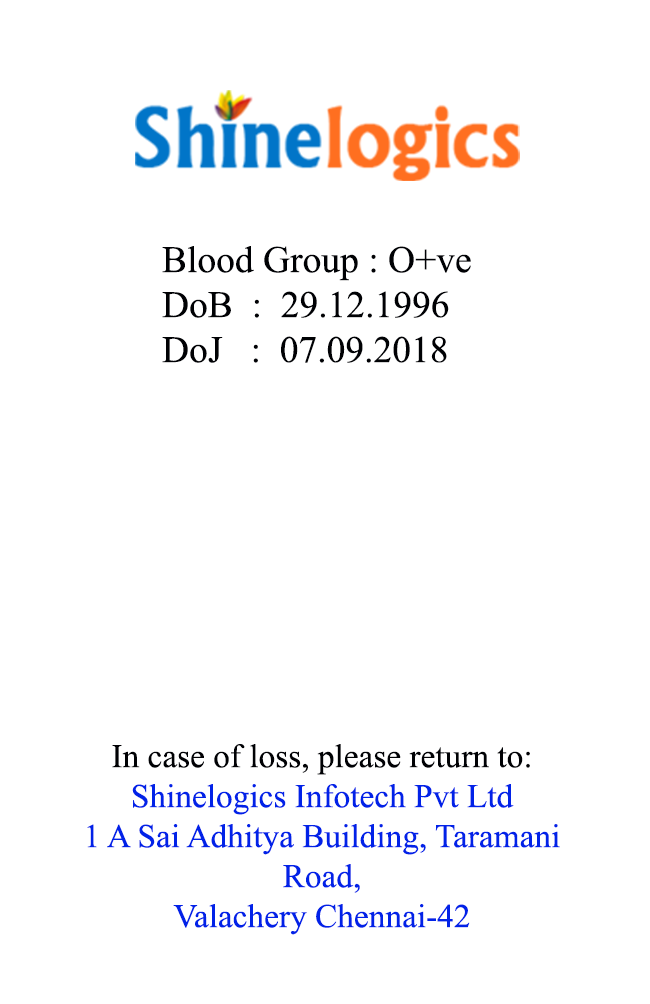 Shinelogics
Blood Group : O+ve
DoB : 29.12.1996
DoJ : 07.09.2018
In case of loss, please return to:
Shinelogics Infotech Pvt Ltd
1 A Sai Adhitya Building, Taramani
Road,
Valachery Chennai-42